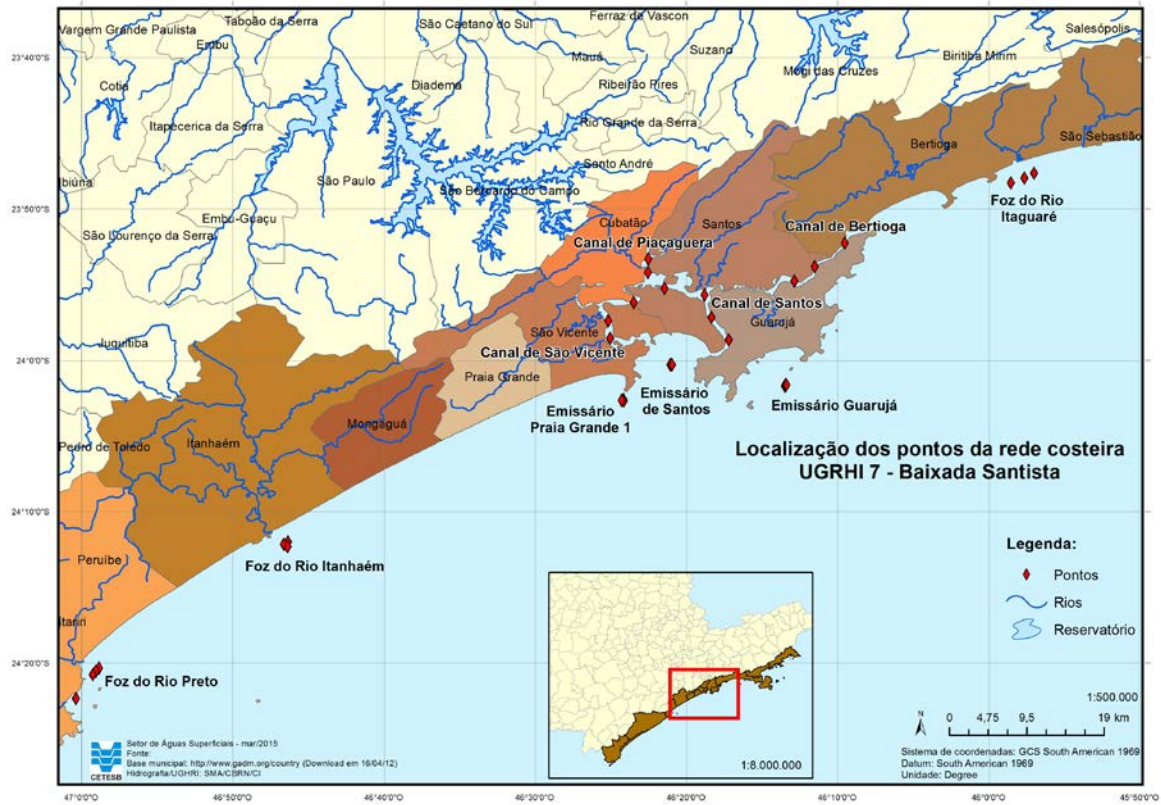 Vargem Grande Paulista
Taboão da Serra
São Caetano do Sul
Ferraz de Vascon
Salesópolis
Embu
Mauá
Suzano
Biritiba Mirim
23°40'0"S
Cotia
Diadema
Ribeirão Pires
Mogi das Cruzes
Itapecerica da Serra
Rio Grande da Serra
São Sebastião
Bertioga
Ibiúna
São Paulo
Santo André
São Bernardo do Campo
Foz do Rio
Itaguaré
23°50'0"S
Embu-Guaçu
Cubatão
Santos
Canal de Bertioga
São Lourenço da Serra
Canal de Piaçaguera
Canal de Santos
Guarujá
São Vicente
Juquitiba
Canal de São Vicente
24°0'0"S
Praia Grande
Emissário
de Santos
Emissário Guarujá
Emissário
Praia Grande 1
Mongaguá
Pedro de Toledo
Itanhaém
Localização dos pontos da rede costeira
UGRHI 7 - Baixada Santista
24°10'0"S
Peruíbe
Foz do Rio Itanhaém
Legenda:
Pontos
Rios
Reservatório
Itariri
24°20'0"S
Foz do Rio Preto
1:500.000
N
0 4,75 9,5 19 km
CETESB
Setor de Águas Superficiais - mar/2015
Fonte:
Base municipal: http://www.gadm.org/country (Download em 16/04/12)
Hidrografia/UGHRI: SMA/CBRN/CI
1:8.000.000
Sistema de coordenadas: GCS South American 1969
Datum: South American 1969
Unidade: Degree
47°0'0"O
46°50'0"O
46°40'0"O
46°30'0"O
46°20'0"O
46°10'0"O
46°0'0"O
45°50'0"O